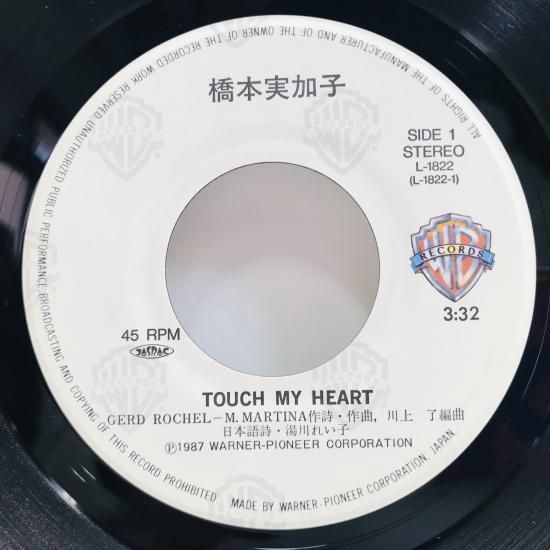 橋本実加子
SIDE 1
STEREO
L-1822
(L-1822-1)
WB
RECORDS
3:32
45 RPM
JASRAC
TOUCH MY HEART
GERD ROCHEL－M. MARTINA作詩・作曲, 川上 了編曲
日本語詩・湯川れい子
Ⓟ1987 WARNER-PIONEER CORPORATION
ALL RIGHTS OF THE MANUFACTURER AND OF THE OWNER OF THE RECORDED WORK RESERVED. UNAUTHORIZED PUBLIC PERFORMANCE BROADCASTING AND COPYING OF THIS RECORD PROHIBITED
MADE BY WARNER-PIONEER CORPORATION, JAPAN